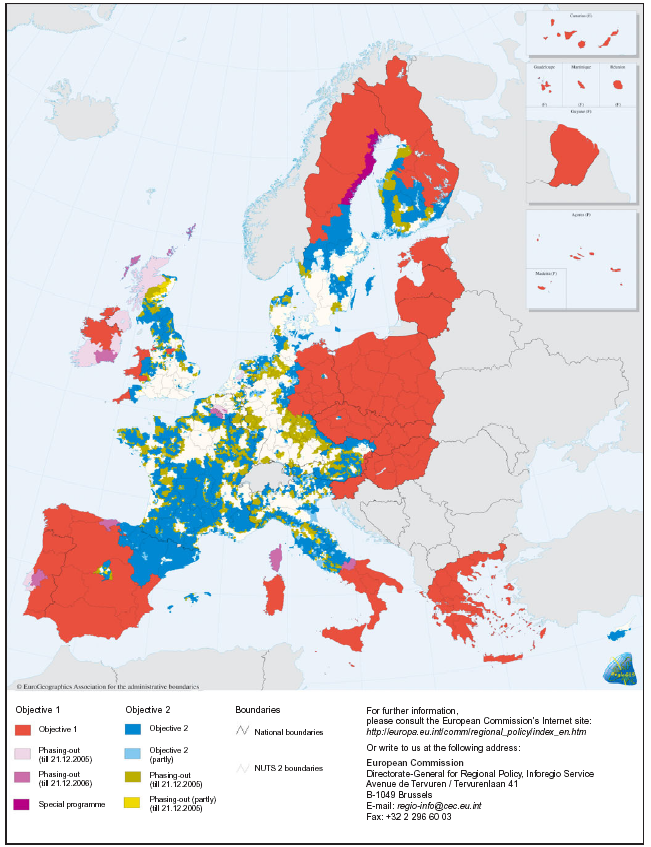 Canarias (E)
Guadeloupe
Martinique
Réunion
(F)
(F)
(F)
Guyane (F)
Açores (P)
Madeira (P)
© EuroGeographics Association for the administrative boundaries
Objective 1
Objective 1
Phasing-out
(till 21.12.2005)
Phasing-out
(till 21.12.2006)
Special programme
Objective 2
Objective 2
Objective 2
(partly)
Phasing-out
(till 21.12.2005)
Phasing-out (partly)
(till 21.12.2005)
Boundaries
National boundaries
NUTS 2 boundaries
For further information,
please consult the European Commission's Internet site:
http://europa.eu.int/comm/regional_policy/index_en.htm
Or write to us at the following address:
European Commission
Directorate-General for Regional Policy, Inforegio Service
Avenue de Tervuren / Tervurenlaan 41
B-1049 Brussels
E-mail: regio-info@cec.eu.int
Fax: +32 2 296 60 03